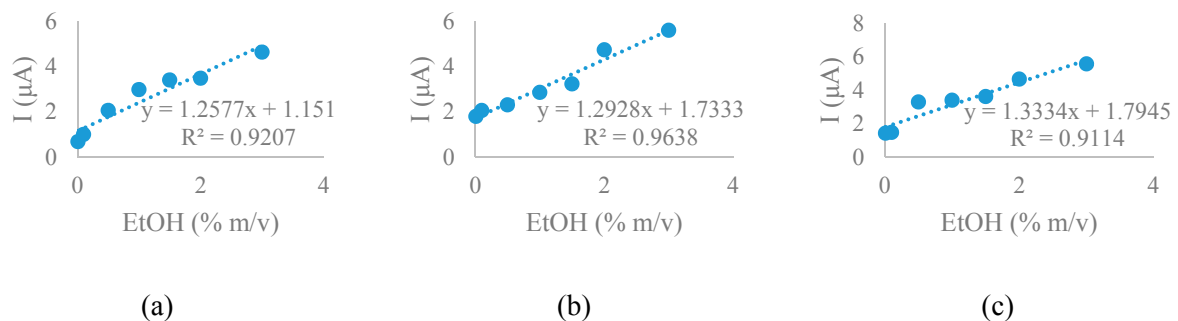 6
4
2
0
I (µA)
y = 1.2577x + 1.151
R² = 0.9207
0 2 4
EtOH (% m/v)
(a)
6
4
2
0
I (µA)
y = 1.2928x + 1.7333
R² = 0.9638
0 2 4
EtOH (% m/v)
(b)
8
6
4
2
0
I (µA)
y = 1.3334x + 1.7945
R² = 0.9114
0 2 4
EtOH (% m/v)
(c)